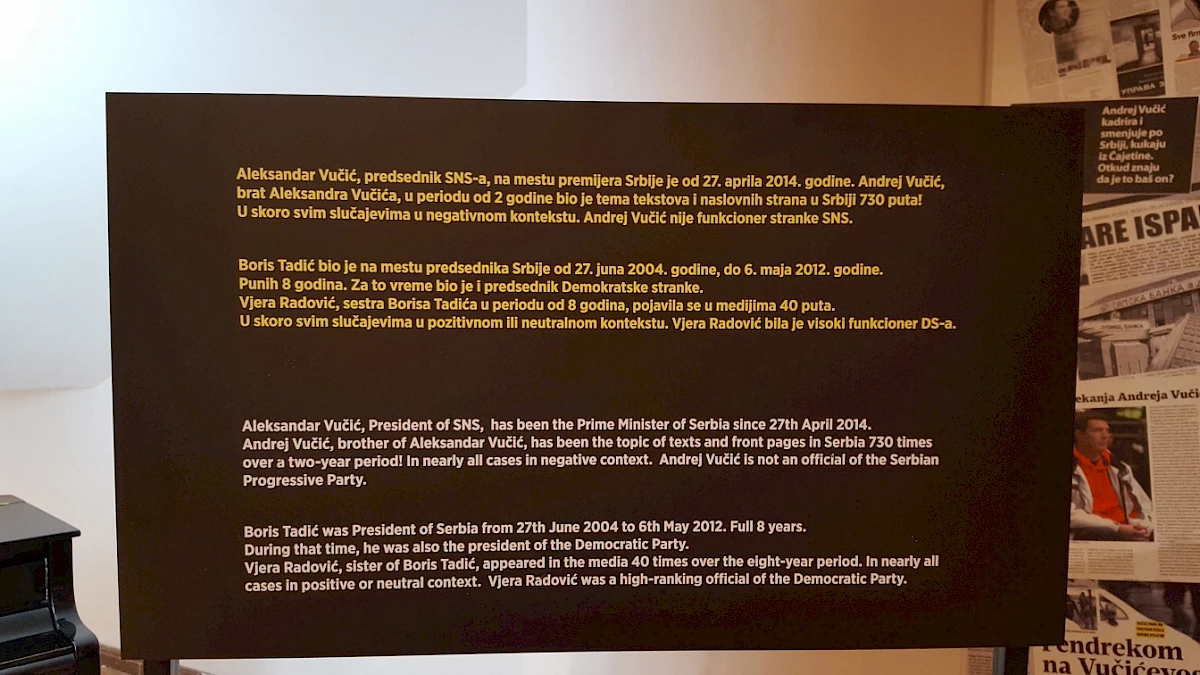 Aleksandar Vučić, predsednik SNS-a, na mestu premijera Srbije je od 27. aprila 2014. godine. Andrej Vučić,
brat Aleksandra Vučića, u periodu od 2 godine bio je tema tekstova i naslovnih strana u Srbiji 730 puta!
U skoro svim slučajevima u negativnom kontekstu. Andrej Vučić nije funkcioner stranke SNS.
Boris Tadić bio je na mestu predsednika Srbije od 27. juna 2004. godine, do 6. maja 2012. godine.
Punih 8 godina. Za to vreme bio je i predsednik Demokratske stranke.
Vjera Radović, sestra Borisa Tadića u periodu od 8 godina, pojavila se u medijima 40 puta.
U skoro svim slučajevima u pozitivnom ili neutralnom kontekstu. Vjera Radović bila je visoki funkcioner DS-a.
Aleksandar Vučić, President of SNS, has been the Prime Minister of Serbia since 27th April 2014.
Andrej Vučić, brother of Aleksandar Vučić, has been the topic of texts and front pages in Serbia 730 times
over a two-year period! In nearly all cases in negative context. Andrej Vučić is not an official of the Serbian
Progressive Party.
Boris Tadić was President of Serbia from 27th June 2004 to 6th May 2012. Full 8 years.
During that time, he was also the president of the Democratic Party.
Vjera Radović, sister of Boris Tadić, appeared in the media 40 times over the eight-year period. In nearly all
cases in positive or neutral context. Vjera Radović was a high-ranking official of the Democratic Party.
Sve
УПРАВА
Andrej Vučić
kadrira i
smenjuje po
Srbiji, kukaju
iz Čajetine.
Otkud znaju
da je to baš on?
ARE ISPA
БАНКА
ekanja Andreja Vuči
Pendrekom
na Vučićevog